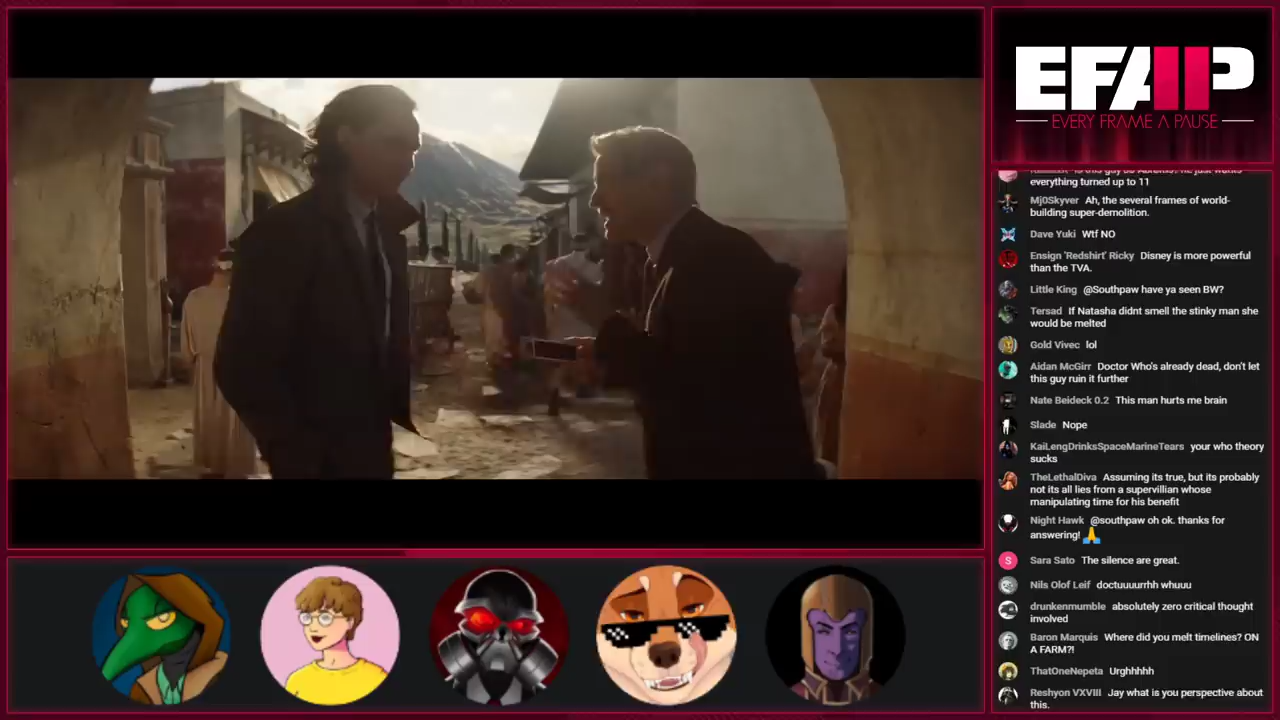 EFAP
EVERY FRAME A PAUSE
everything turned up to 11
Mj0Skyver Ah, the several frames of world-
building super-demolition.
Dave Yuki Wtf NO
Ensign 'Redshirt' Ricky Disney is more powerful
than the TVA.
Little King @Southpaw have ya seen BW?
Tersad If Natasha didnt smell the stinky man she
would be melted
Gold Vivec lol
Aidan McGirr Doctor Who's already dead, don't let
this guy ruin it further
Nate Beideck 0.2 This man hurts me brain
Slade Nope
KaiLengDrinksSpaceMarineTears your who theory
sucks
TheLethalDiva Assuming its true, but its probably
not its all lies from a supervillian whose
manipulating time for his benefit
Night Hawk @southpaw oh ok. thanks for
answering! 🙏
S
Sara Sato The silence are great.
Nils Olof Leif doctuuuurrhh whuuu
drunkenmumble absolutely zero critical thought
involved
Baron Marquis Where did you melt timelines? ON
A FARM?!
ThatOneNepeta Urghhhhh
Reshyon VXVIII Jay what is you perspective about
this.